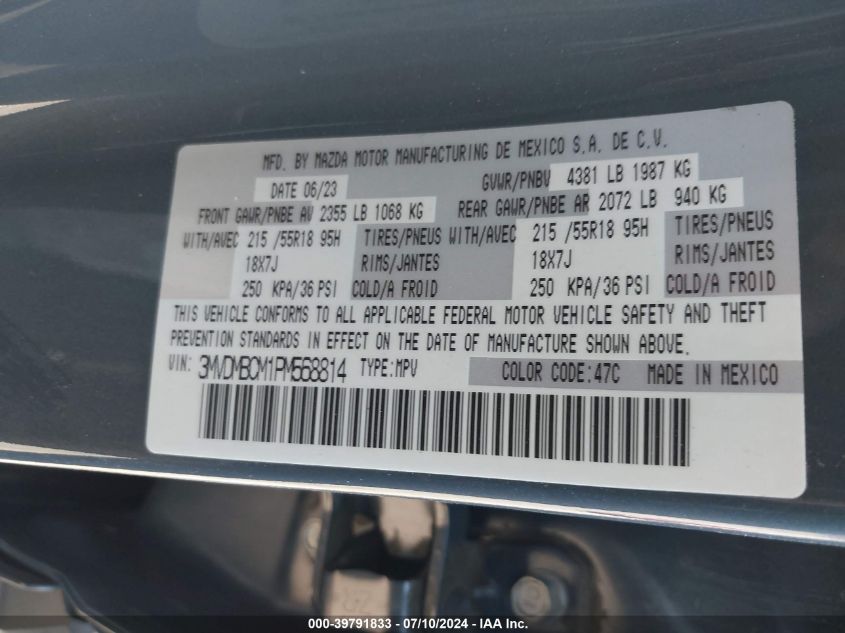 MFD. BY MAZDA MOTOR MANUFACTURING DE MEXICO S.A. DE C.V.
DATE 06/23 GVWR/PNBV 4381 LB 1987 KG
FRONT GAWR/PNBE AV 2355 LB 1068 KG REAR GAWR/PNBE AR 2072 LB 940 KG
WITH/AVEC 215 /55R18 95H TIRES/PNEUS WITH/AVEC 215 /55R18 95H TIRES/PNEUS
18X7J RIMS/JANTES 18X7J RIMS/JANTES
250 KPA/36 PSI COLD/A FROID 250 KPA/36 PSI COLD/A FROID
THIS VEHICLE CONFORMS TO ALL APPLICABLE FEDERAL MOTOR VEHICLE SAFETY AND THEFT
PREVENTION STANDARDS IN EFFECT ON THE DATE OF MANUFACTURE SHOWN ABOVE.
VIN: 3MVDMBCM1PM568814 TYPE:MPV COLOR CODE:47C MADE IN MEXICO
000-39791833 - 07/10/2024 - IAA Inc.